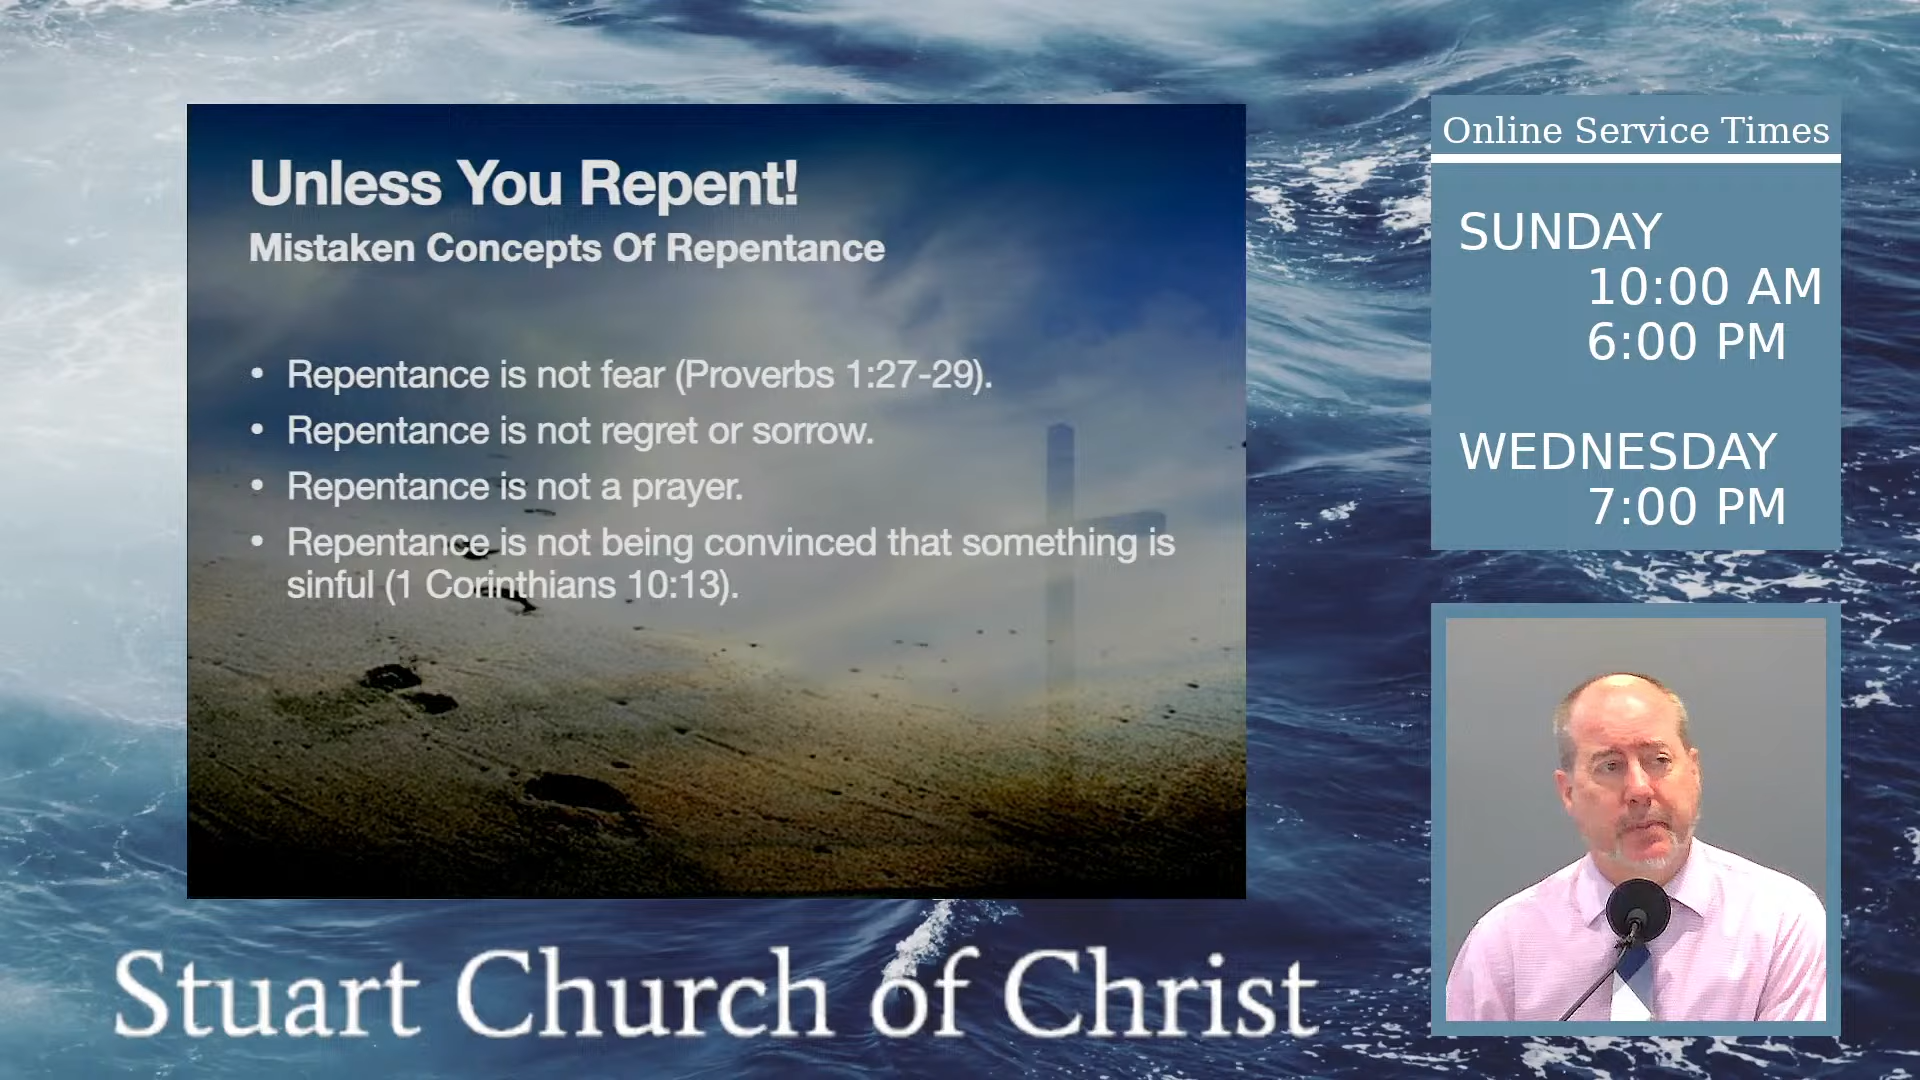 Unless You Repent!
Mistaken Concepts Of Repentance
• Repentance is not fear (Proverbs 1:27-29).
• Repentance is not regret or sorrow.
• Repentance is not a prayer.
• Repentance is not being convinced that something is
sinful (1 Corinthians 10:13).
Online Service Times
SUNDAY
10:00 AM
6:00 PM
WEDNESDAY
7:00 PM
Stuart Church of Christ